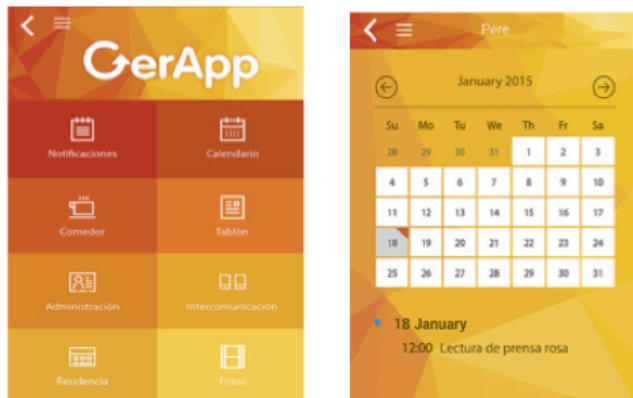 GerApp
Notificaciones
Calendario
Comedor
Tablón
Administración
Intercomunicación
Residencia
Fotos
Pere
January 2015
Su Mo Tu We Th Fr Sa
28 29 30 31 1 2 3
4 5 6 7 8 9 10
11 12 13 14 15 16 17
18 19 20 21 22 23 24
25 26 27 28 29 30 31
18 January
12:00 Lectura de prensa rosa